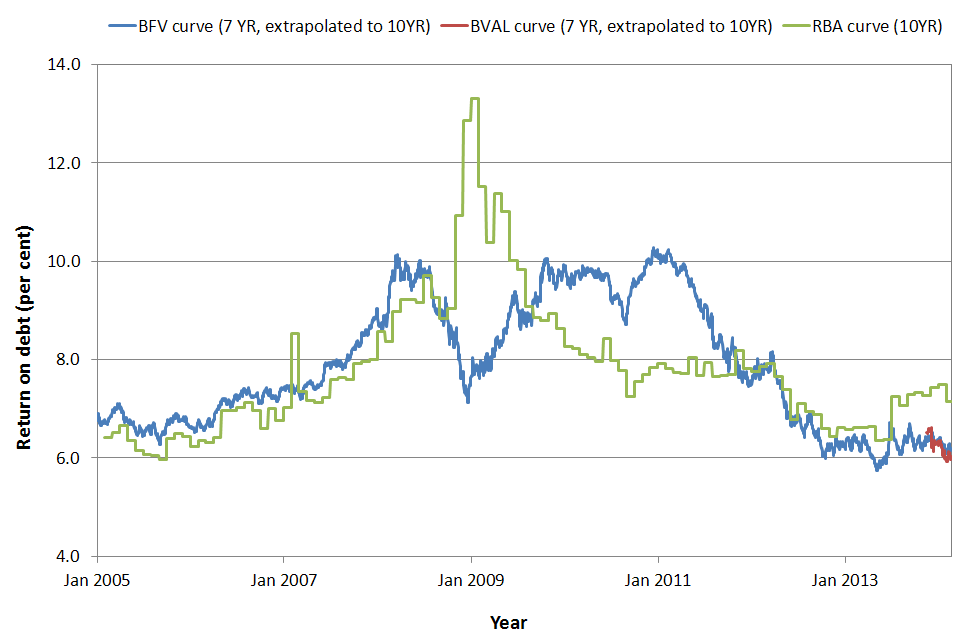 BFV curve (7 YR, extrapolated to 10YR) BVAL curve (7 YR, extrapolated to 10YR) RBA curve (10YR)
14.0
12.0
10.0
8.0
6.0
4.0
Return on debt (per cent)
Jan 2005 Jan 2007 Jan 2009 Jan 2011 Jan 2013
Year